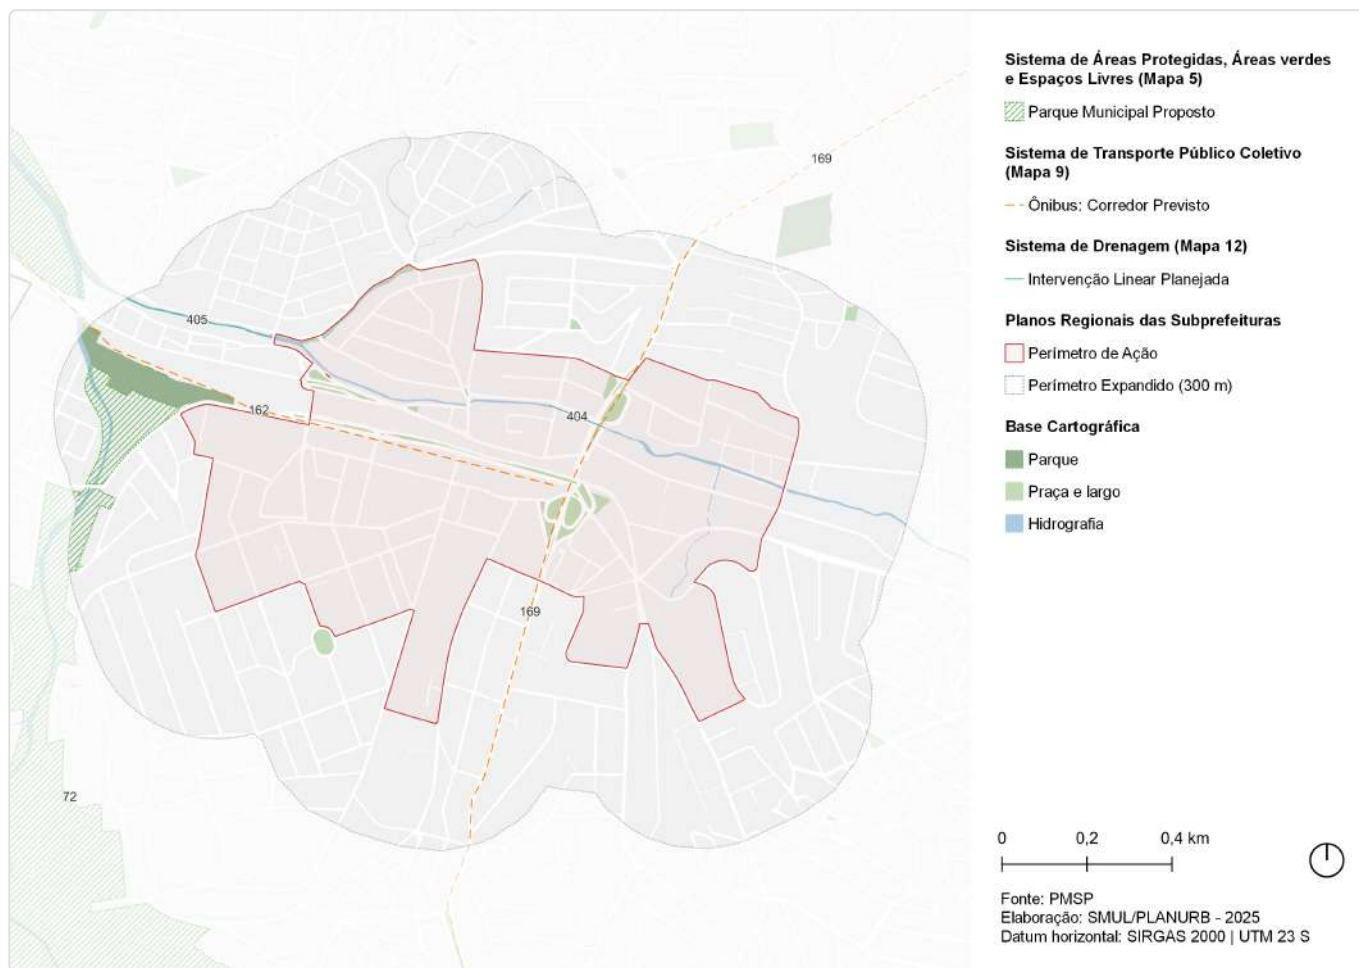 169
405
162
404
169
72
Sistema de Áreas Protegidas, Áreas verdes
e Espaços Livres (Mapa 5)
Parque Municipal Proposto
Sistema de Transporte Público Coletivo
(Mapa 9)
Ônibus: Corredor Previsto
Sistema de Drenagem (Mapa 12)
Intervenção Linear Planejada
Planos Regionais das Subprefeituras
Perímetro de Ação
Perímetro Expandido (300 m)
Base Cartográfica
Parque
Praça e largo
Hidrografia
0 0,2 0,4 km
Fonte: PMSP
Elaboração: SMUL/PLANURB - 2025
Datum horizontal: SIRGAS 2000 | UTM 23 S